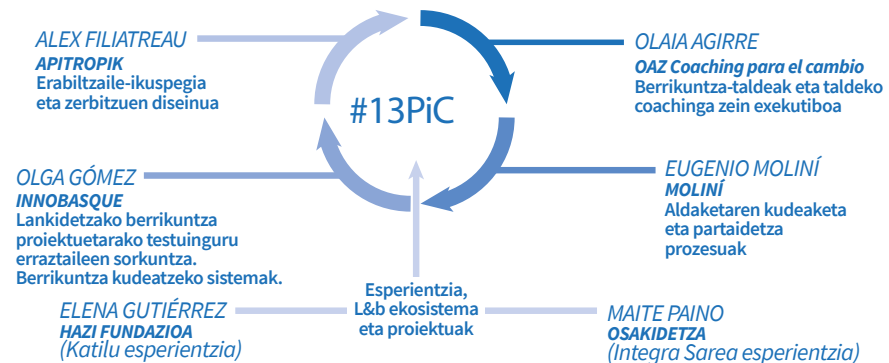 ALEX FILIATREAU
APITROPIK
Erabiltzaile-ikuspegia
eta zerbitzuen diseinua
#13PiC
OLAIA AGIRRE
OAZ Coaching para el cambio
Berrikuntza-taldeak eta taldeko
coachinga zein exekutiboa
OLGA GÓMEZ
INNOBASQUE
Lankidetzako berrikuntza
proiektuetarako testuinguru
erraztaileen sorkuntza.
Berrikuntza kudeatzeko sistemak.
EUGENIO MOLINÍ
MOLINÍ
Aldaketaren kudeaketa
eta partaidetza
prozesuak
ELENA GUTIÉRREZ
HAZI FUNDAZIOA
(Katilu esperientzia)
Esperientzia,
L&b ekosistema
eta proiektuak
MAITE PAINO
OSAKIDETZA
(Integra Sarea esperientzia)